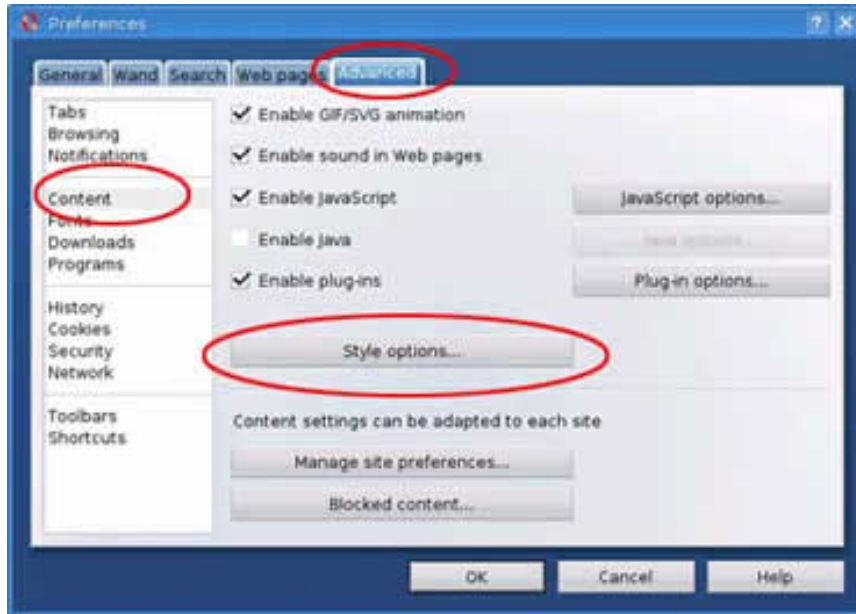 Preferences
General Wand Search Web pages Advanced
Tabs
Browsing
Notifications
Content
Fonts
Downloads
Programs
History
Cookies
Security
Network
Toolbars
Shortcuts
Enable GIF/SVG animation
Enable sound in Web pages
Enable JavaScript
JavaScript options...
Enable Java
Java options...
Enable plug-ins
Plug-in options...
Style options...
Content settings can be adapted to each site
Manage site preferences...
Blocked content...
OK Cancel Help